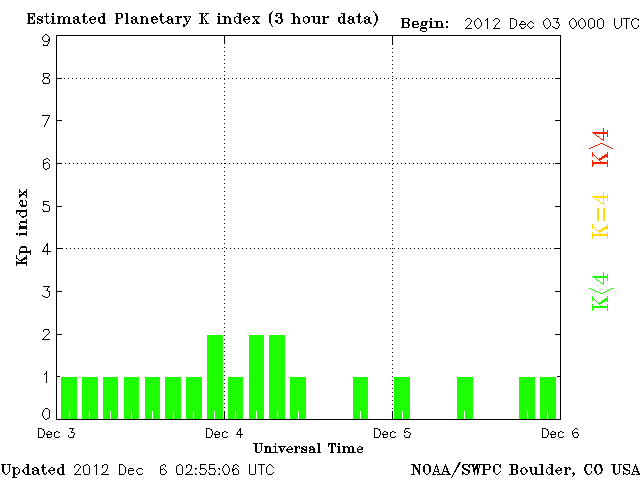 Estimated Planetary K index (3 hour data) Begin: 2012 Dec 03 0000 UTC
9
8
7
6
5
4
3
2
1
0
Kp index
K>4
K=4
K<4
Dec 3 Dec 4 Dec 5 Dec 6
Universal Time
Updated 2012 Dec 6 02:55:06 UTC NOAA/SWPC Boulder, CO USA